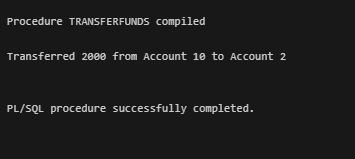 Procedure TRANSFERFUNDS compiled
Transferred 2000 from Account 10 to Account 2
PL/SQL procedure successfully completed.